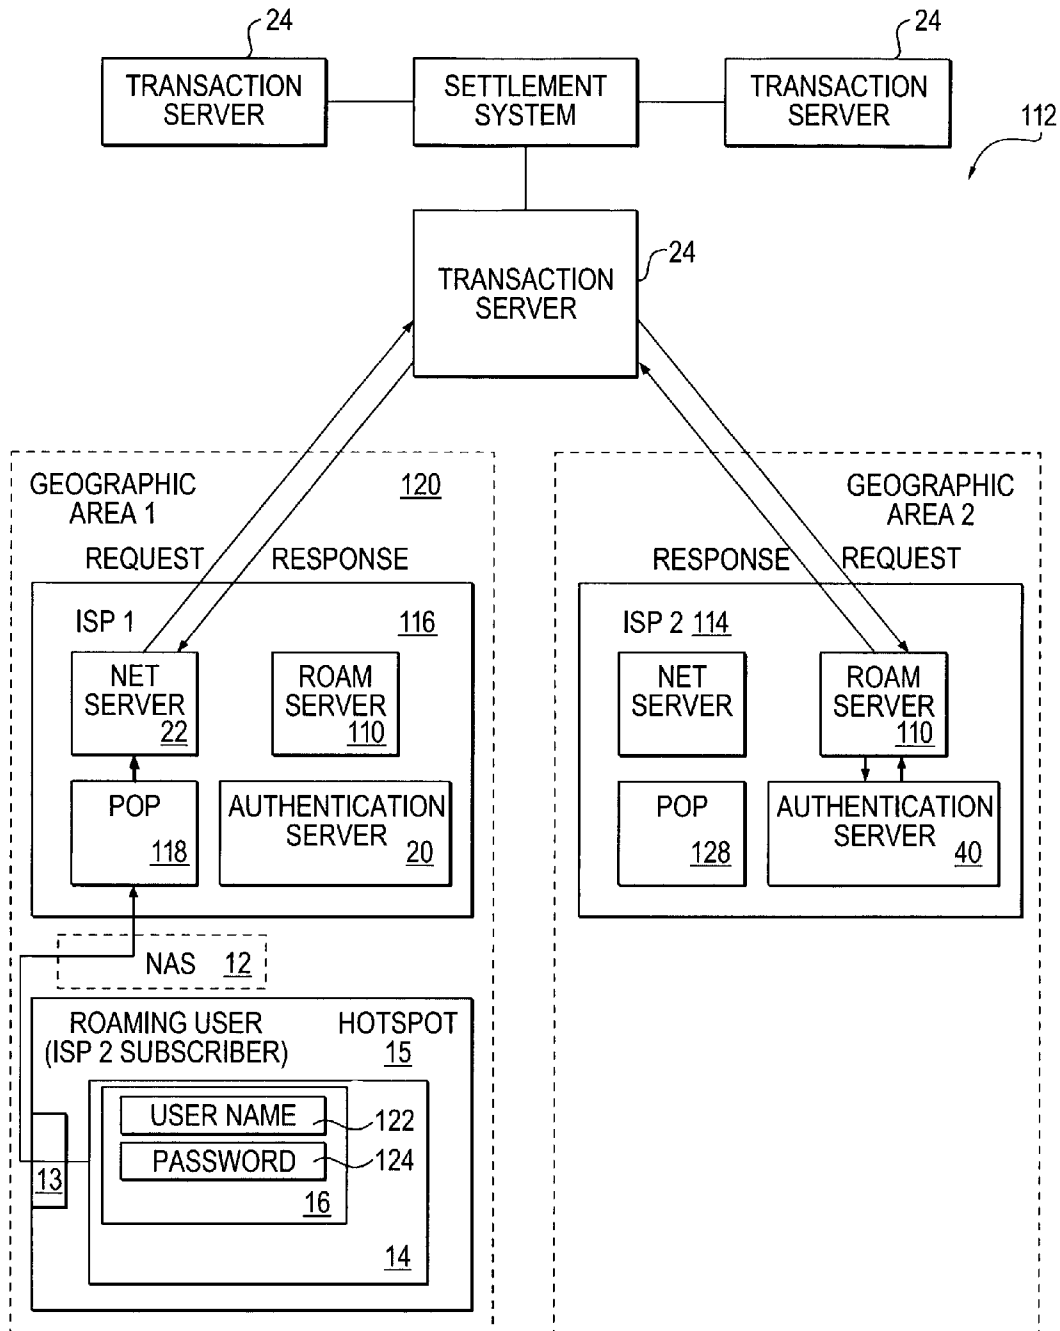 24
24
TRANSACTION
SERVER
SETTLEMENT
SYSTEM
TRANSACTION
SERVER
112
24
TRANSACTION
SERVER
GEOGRAPHIC
AREA 1
120
GEOGRAPHIC
AREA 2
REQUEST
RESPONSE
RESPONSE
REQUEST
ISP 1
116
NET
SERVER
22
ROAM
SERVER
110
POP
118
AUTHENTICATION
SERVER
20
ISP 2 114
NET
SERVER
ROAM
SERVER
110
POP
128
AUTHENTICATION
SERVER
40
NAS 12
ROAMING USER
(ISP 2 SUBSCRIBER)
HOTSPOT
15
USER NAME
122
PASSWORD
124
13
16
14